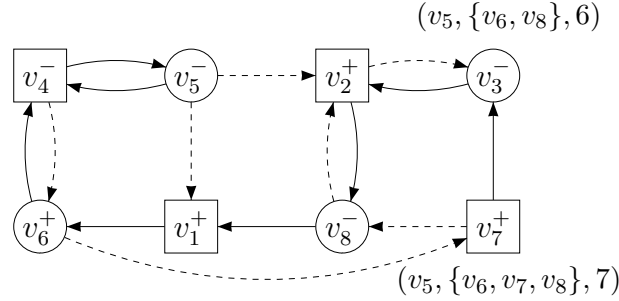 (v₅, {v₆, v₈}, 6)
v₄⁻ v₅⁻ v₂⁺ v₃⁻
v₆⁺ v₁⁺ v₈⁻ v₇⁺
(v₅, {v₆, v₇, v₈}, 7)